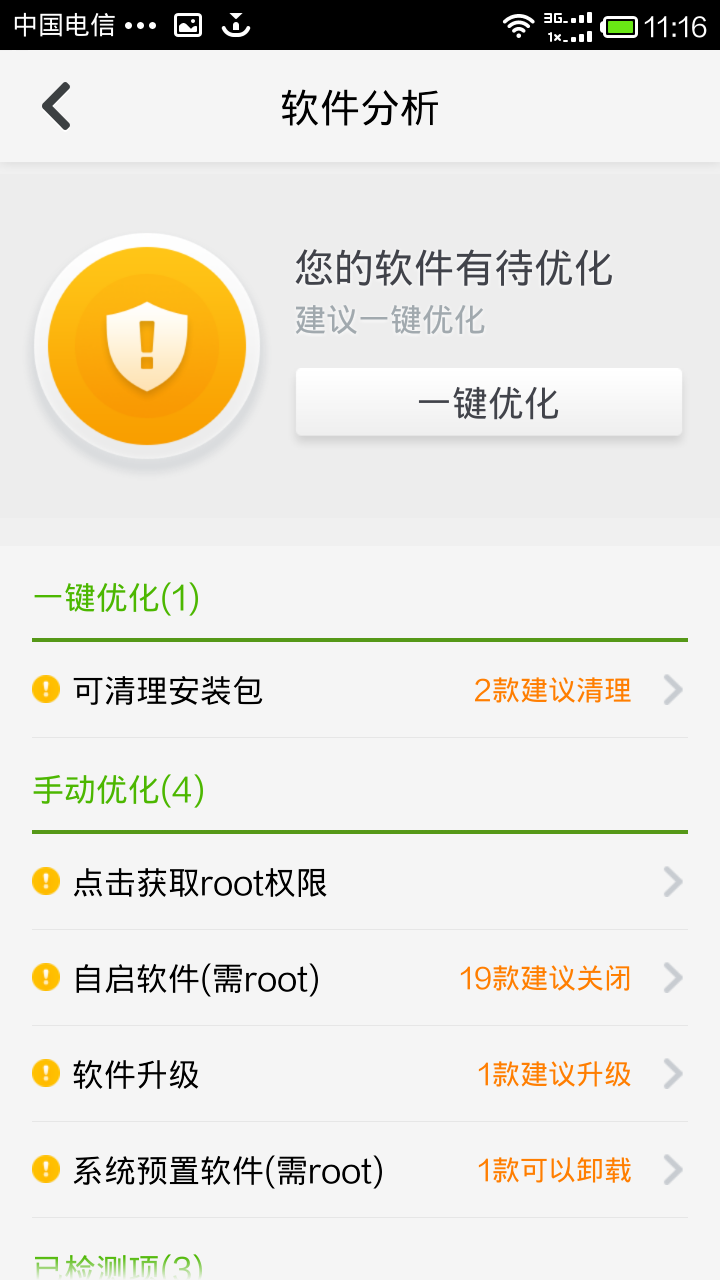 中国电信 ••• 3G 1x 11:16
软件分析
您的软件有待优化
建议一键优化
一键优化
一键优化(1)
可清理安装包 2款建议清理
手动优化(4)
点击获取root权限
自启软件(需root) 19款建议关闭
软件升级 1款建议升级
系统预置软件(需root) 1款可以卸载
已检测项(3)